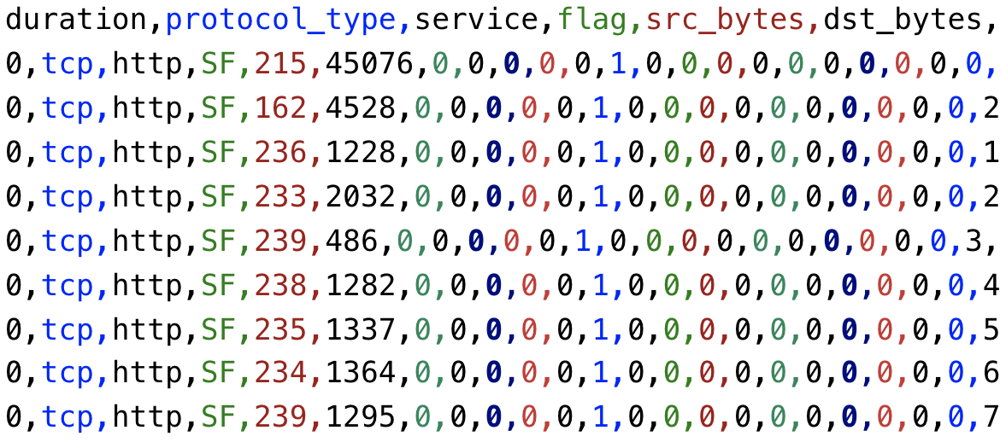 duration,protocol_type,service,flag,src_bytes,dst_bytes,
0,tcp,http,SF,215,45076,0,0,0,0,0,1,0,0,0,0,0,0,0,0,0,0,
0,tcp,http,SF,162,4528,0,0,0,0,0,1,0,0,0,0,0,0,0,0,0,0,2
0,tcp,http,SF,236,1228,0,0,0,0,0,1,0,0,0,0,0,0,0,0,0,0,1
0,tcp,http,SF,233,2032,0,0,0,0,0,1,0,0,0,0,0,0,0,0,0,0,2
0,tcp,http,SF,239,486,0,0,0,0,0,1,0,0,0,0,0,0,0,0,0,0,3,
0,tcp,http,SF,238,1282,0,0,0,0,0,1,0,0,0,0,0,0,0,0,0,0,4
0,tcp,http,SF,235,1337,0,0,0,0,0,1,0,0,0,0,0,0,0,0,0,0,5
0,tcp,http,SF,234,1364,0,0,0,0,0,1,0,0,0,0,0,0,0,0,0,0,6
0,tcp,http,SF,239,1295,0,0,0,0,0,1,0,0,0,0,0,0,0,0,0,0,7